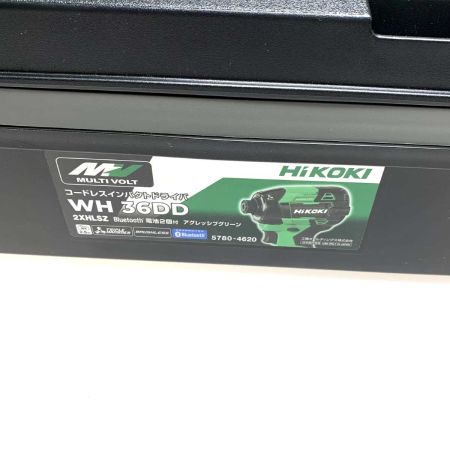 MV
MULTI VOLT
HiKOKI
コードレスインパクトドライバ
WH 36DD
2XHLSZ Bluetooth 電池2個付 アグレッシブグリーン
BRUSHLESS Bluetooth 5780-4620